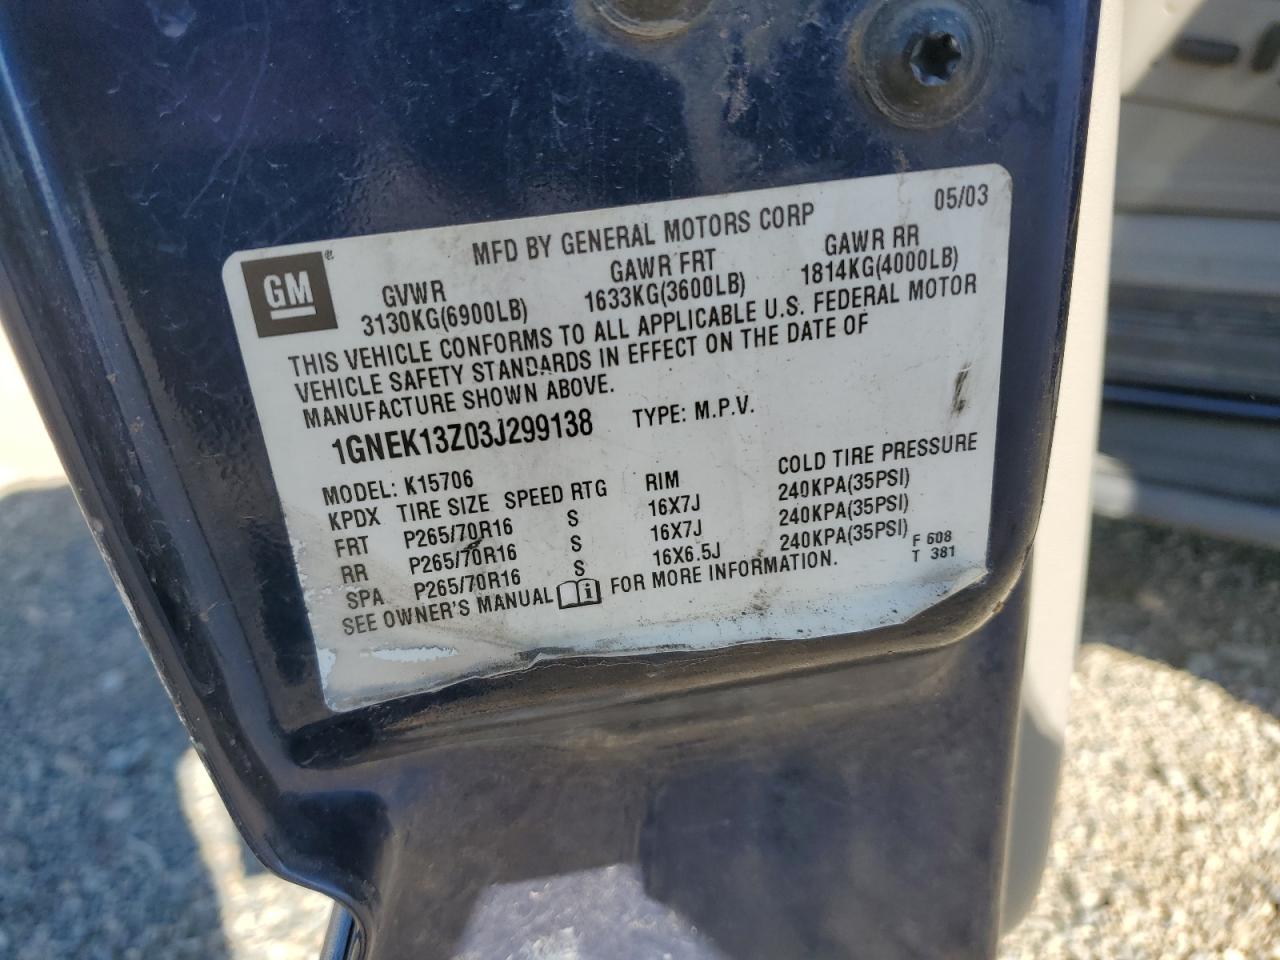 05/03
MFD BY GENERAL MOTORS CORP
GM
GVWR GAWR FRT GAWR RR
3130KG(6900LB) 1633KG(3600LB) 1814KG(4000LB)
THIS VEHICLE CONFORMS TO ALL APPLICABLE U.S. FEDERAL MOTOR
VEHICLE SAFETY STANDARDS IN EFFECT ON THE DATE OF
MANUFACTURE SHOWN ABOVE.
1GNEK13Z03J299138 TYPE: M.P.V.
MODEL: K15706
KPDX TIRE SIZE SPEED RTG RIM COLD TIRE PRESSURE
FRT P265/70R16 S 16X7J 240KPA(35PSI)
RR P265/70R16 S 16X7J 240KPA(35PSI)
SPA P265/70R16 S 16X6.5J 240KPA(35PSI)
SEE OWNER'S MANUAL i FOR MORE INFORMATION.
F 608
T 381